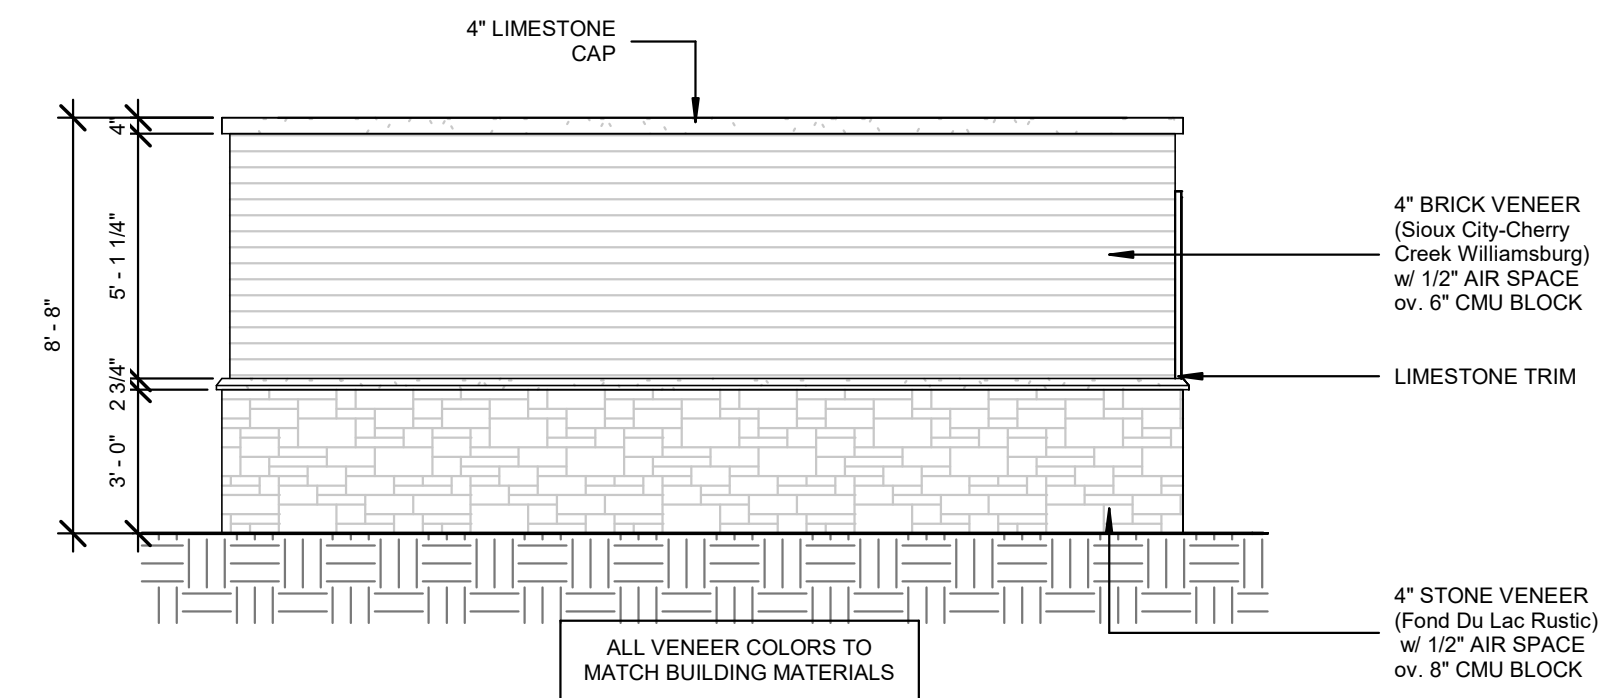 4" LIMESTONE
CAP
4"
5' - 1 1/4"
8' - 8"
2 3/4"
3' - 0"
4" BRICK VENEER
(Sioux City-Cherry
Creek Williamsburg)
w/ 1/2" AIR SPACE
ov. 6" CMU BLOCK
LIMESTONE TRIM
4" STONE VENEER
(Fond Du Lac Rustic)
w/ 1/2" AIR SPACE
ov. 8" CMU BLOCK
ALL VENEER COLORS TO
MATCH BUILDING MATERIALS